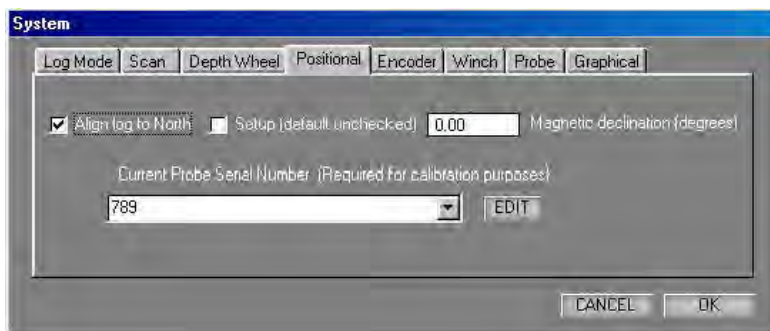 System
Log Mode Scan Depth Wheel Positional Encoder Winch Probe Graphical
Align log to North Setup (default unchecked) 0.00 Magnetic declination (degrees)
Current Probe Serial Number (Required for calibration purposes)
789 EDIT
CANCEL OK